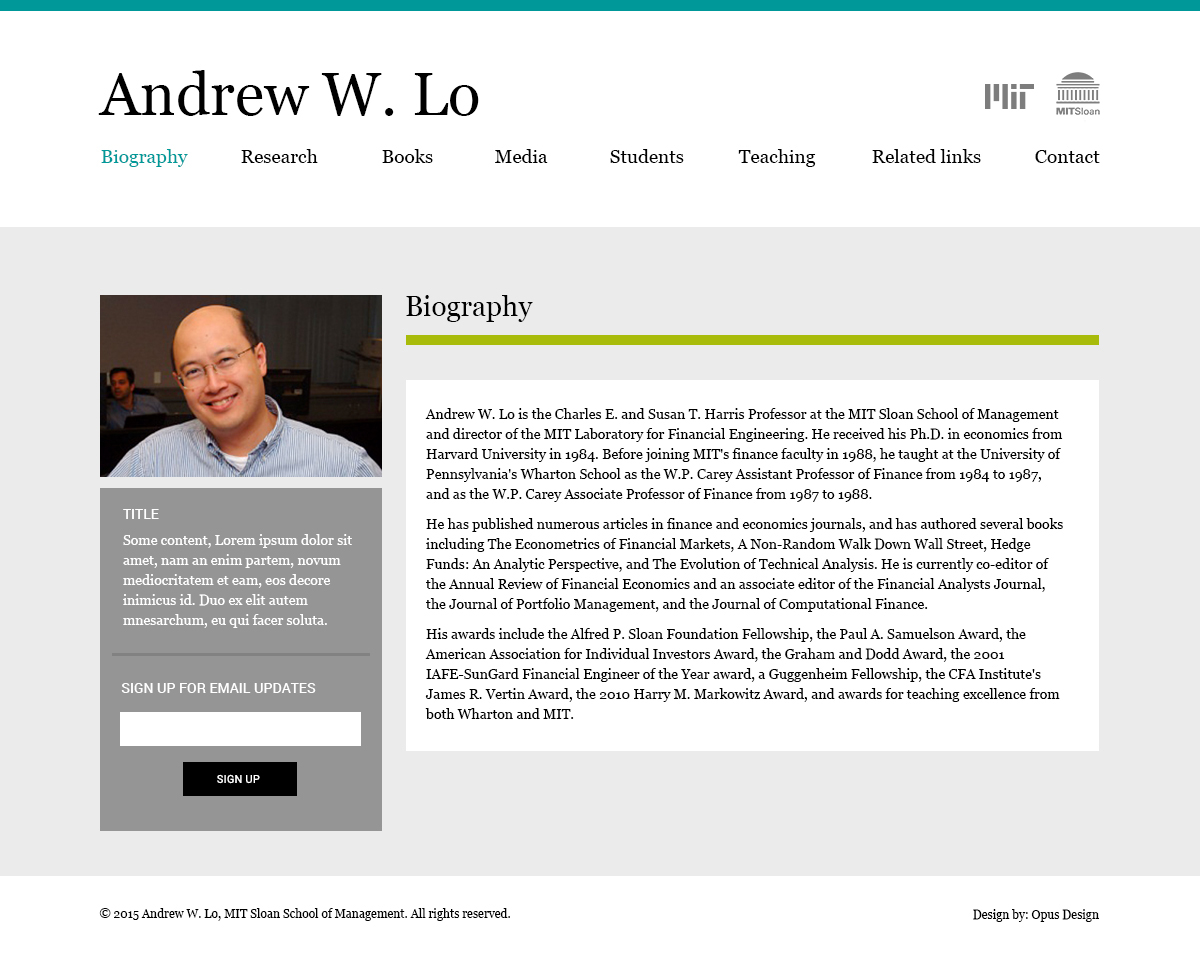 Andrew W. Lo
MIT
MITSloan
Biography Research Books Media Students Teaching Related links Contact
Biography
Andrew W. Lo is the Charles E. and Susan T. Harris Professor at the MIT Sloan School of Management
and director of the MIT Laboratory for Financial Engineering. He received his Ph.D. in economics from
Harvard University in 1984. Before joining MIT's finance faculty in 1988, he taught at the University of
Pennsylvania's Wharton School as the W.P. Carey Assistant Professor of Finance from 1984 to 1987,
and as the W.P. Carey Associate Professor of Finance from 1987 to 1988.
He has published numerous articles in finance and economics journals, and has authored several books
including The Econometrics of Financial Markets, A Non-Random Walk Down Wall Street, Hedge
Funds: An Analytic Perspective, and The Evolution of Technical Analysis. He is currently co-editor of
the Annual Review of Financial Economics and an associate editor of the Financial Analysts Journal,
the Journal of Portfolio Management, and the Journal of Computational Finance.
His awards include the Alfred P. Sloan Foundation Fellowship, the Paul A. Samuelson Award, the
American Association for Individual Investors Award, the Graham and Dodd Award, the 2001
IAFE-SunGard Financial Engineer of the Year award, a Guggenheim Fellowship, the CFA Institute's
James R. Vertin Award, the 2010 Harry M. Markowitz Award, and awards for teaching excellence from
both Wharton and MIT.
TITLE
Some content, Lorem ipsum dolor sit
amet, nam an enim partem, novum
mediocritatem et eam, eos decore
inimicus id. Duo ex elit autem
mnesarchum, eu qui facer soluta.
SIGN UP FOR EMAIL UPDATES
SIGN UP
© 2015 Andrew W. Lo, MIT Sloan School of Management. All rights reserved.
Design by: Opus Design